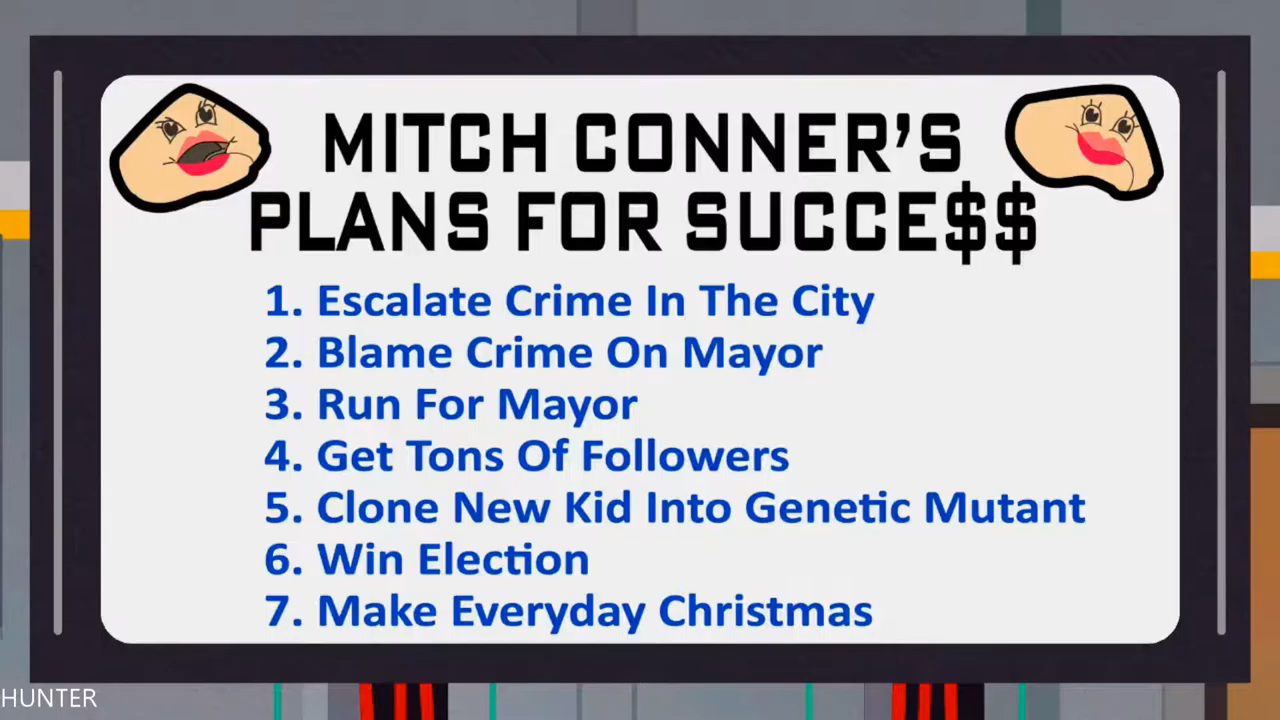 MITCH CONNER'S
PLANS FOR SUCCE$$
1. Escalate Crime In The City
2. Blame Crime On Mayor
3. Run For Mayor
4. Get Tons Of Followers
5. Clone New Kid Into Genetic Mutant
6. Win Election
7. Make Everyday Christmas
HUNTER